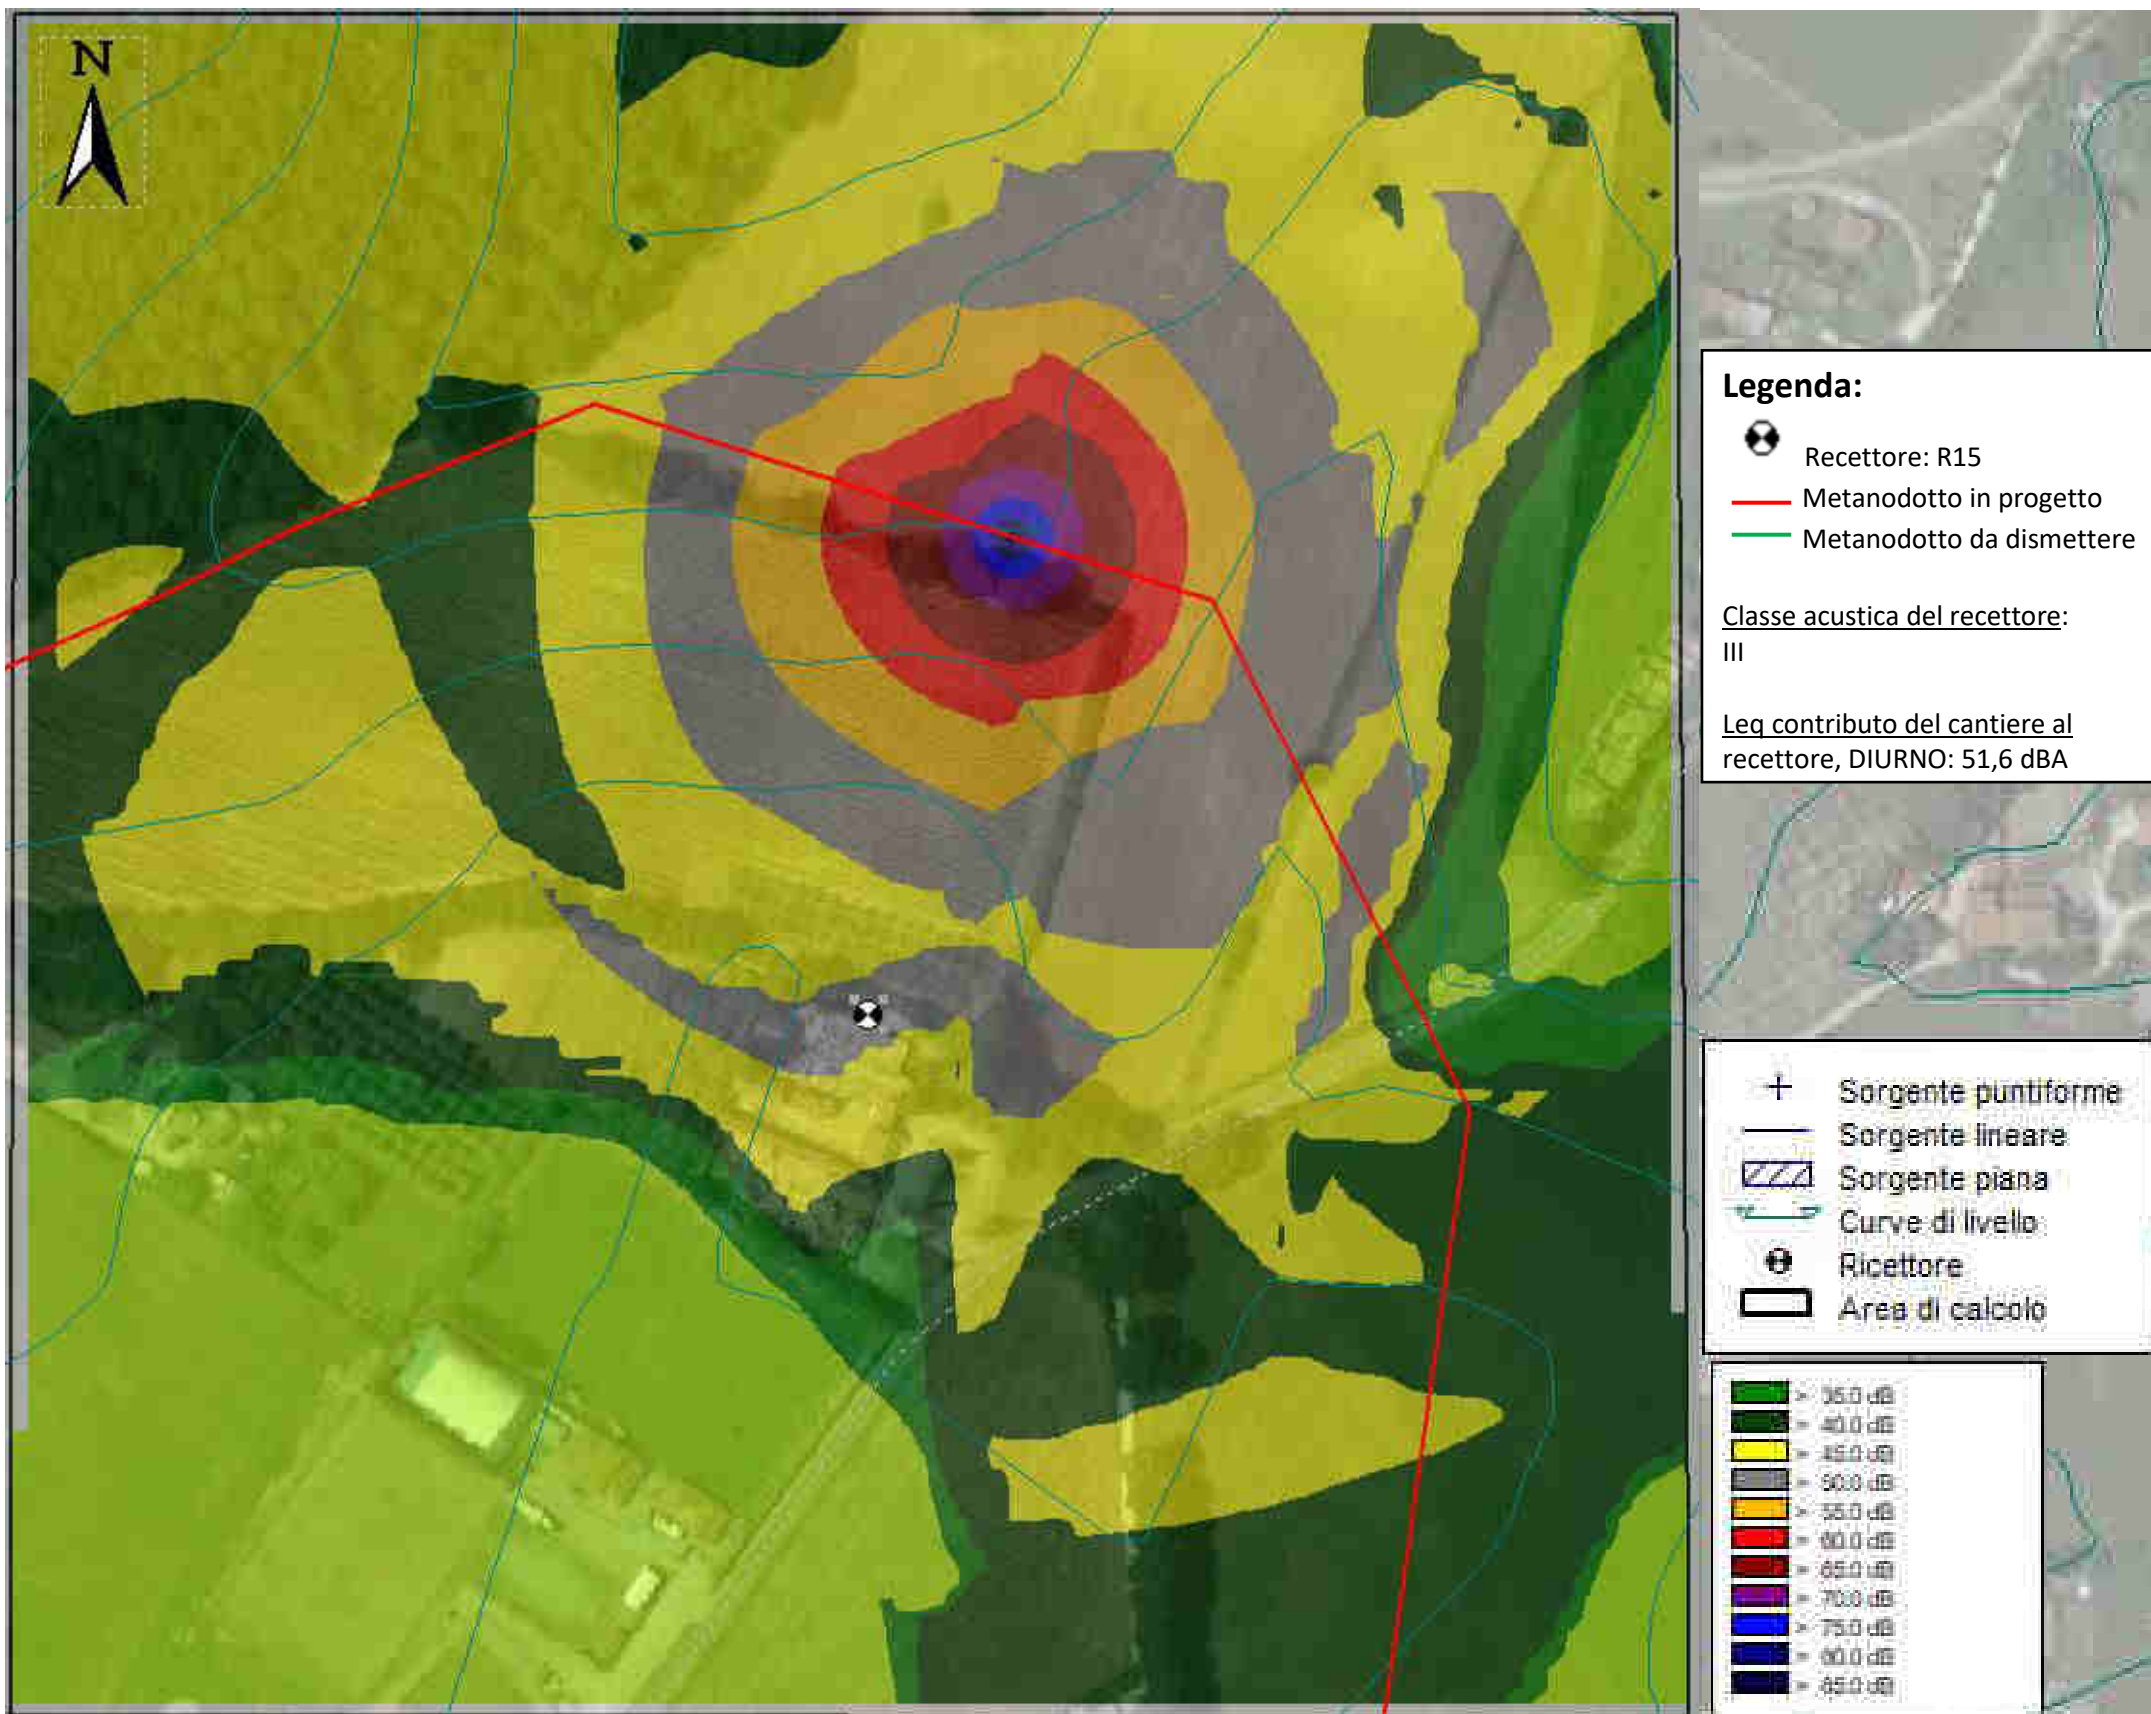 N
Legenda:
Recettore: R15
Metanodotto in progetto
Metanodotto da dismettere
Classe acustica del recettore:
III
Leq contributo del cantiere al
recettore, DIURNO: 51,6 dBA
Sorgente puntiforme
Sorgente lineare
Sorgente piana
Curve di livello
Ricettore
Area di calcolo
> 35.0 dB
> 40.0 dB
> 45.0 dB
> 50.0 dB
> 55.0 dB
> 60.0 dB
> 65.0 dB
> 70.0 dB
> 75.0 dB
> 80.0 dB
> 85.0 dB